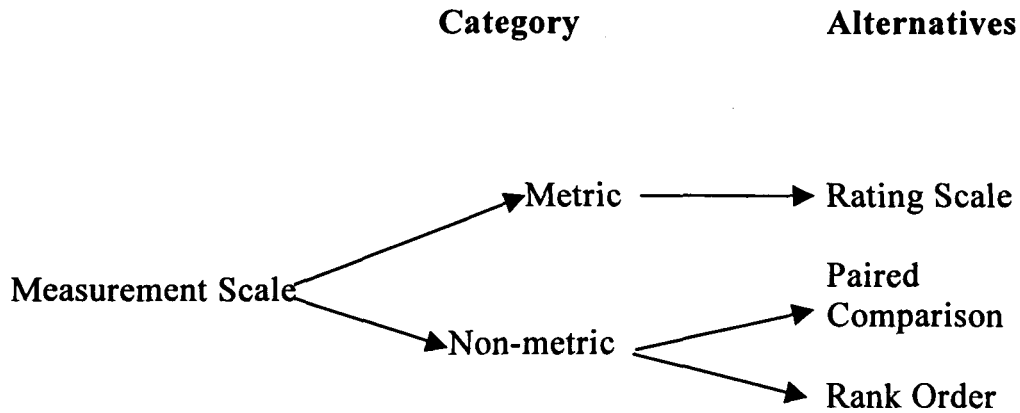 Category Alternatives
Metric Rating Scale
Measurement Scale
Paired
Comparison
Non-metric
Rank Order